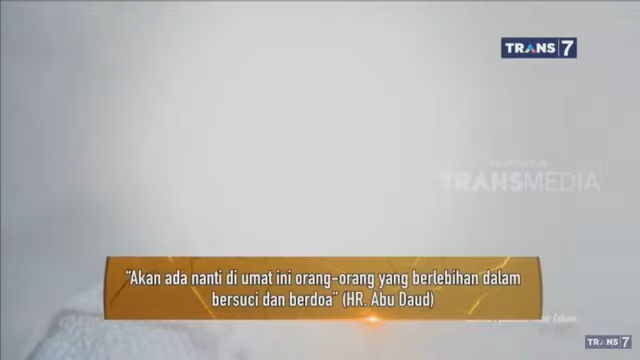 TRANS 7
TRANSMEDIA
"Akan ada nanti di umat ini orang-orang yang berlebihan dalam
bersuci dan berdoa" (HR. Abu Daud)
TRANS 7